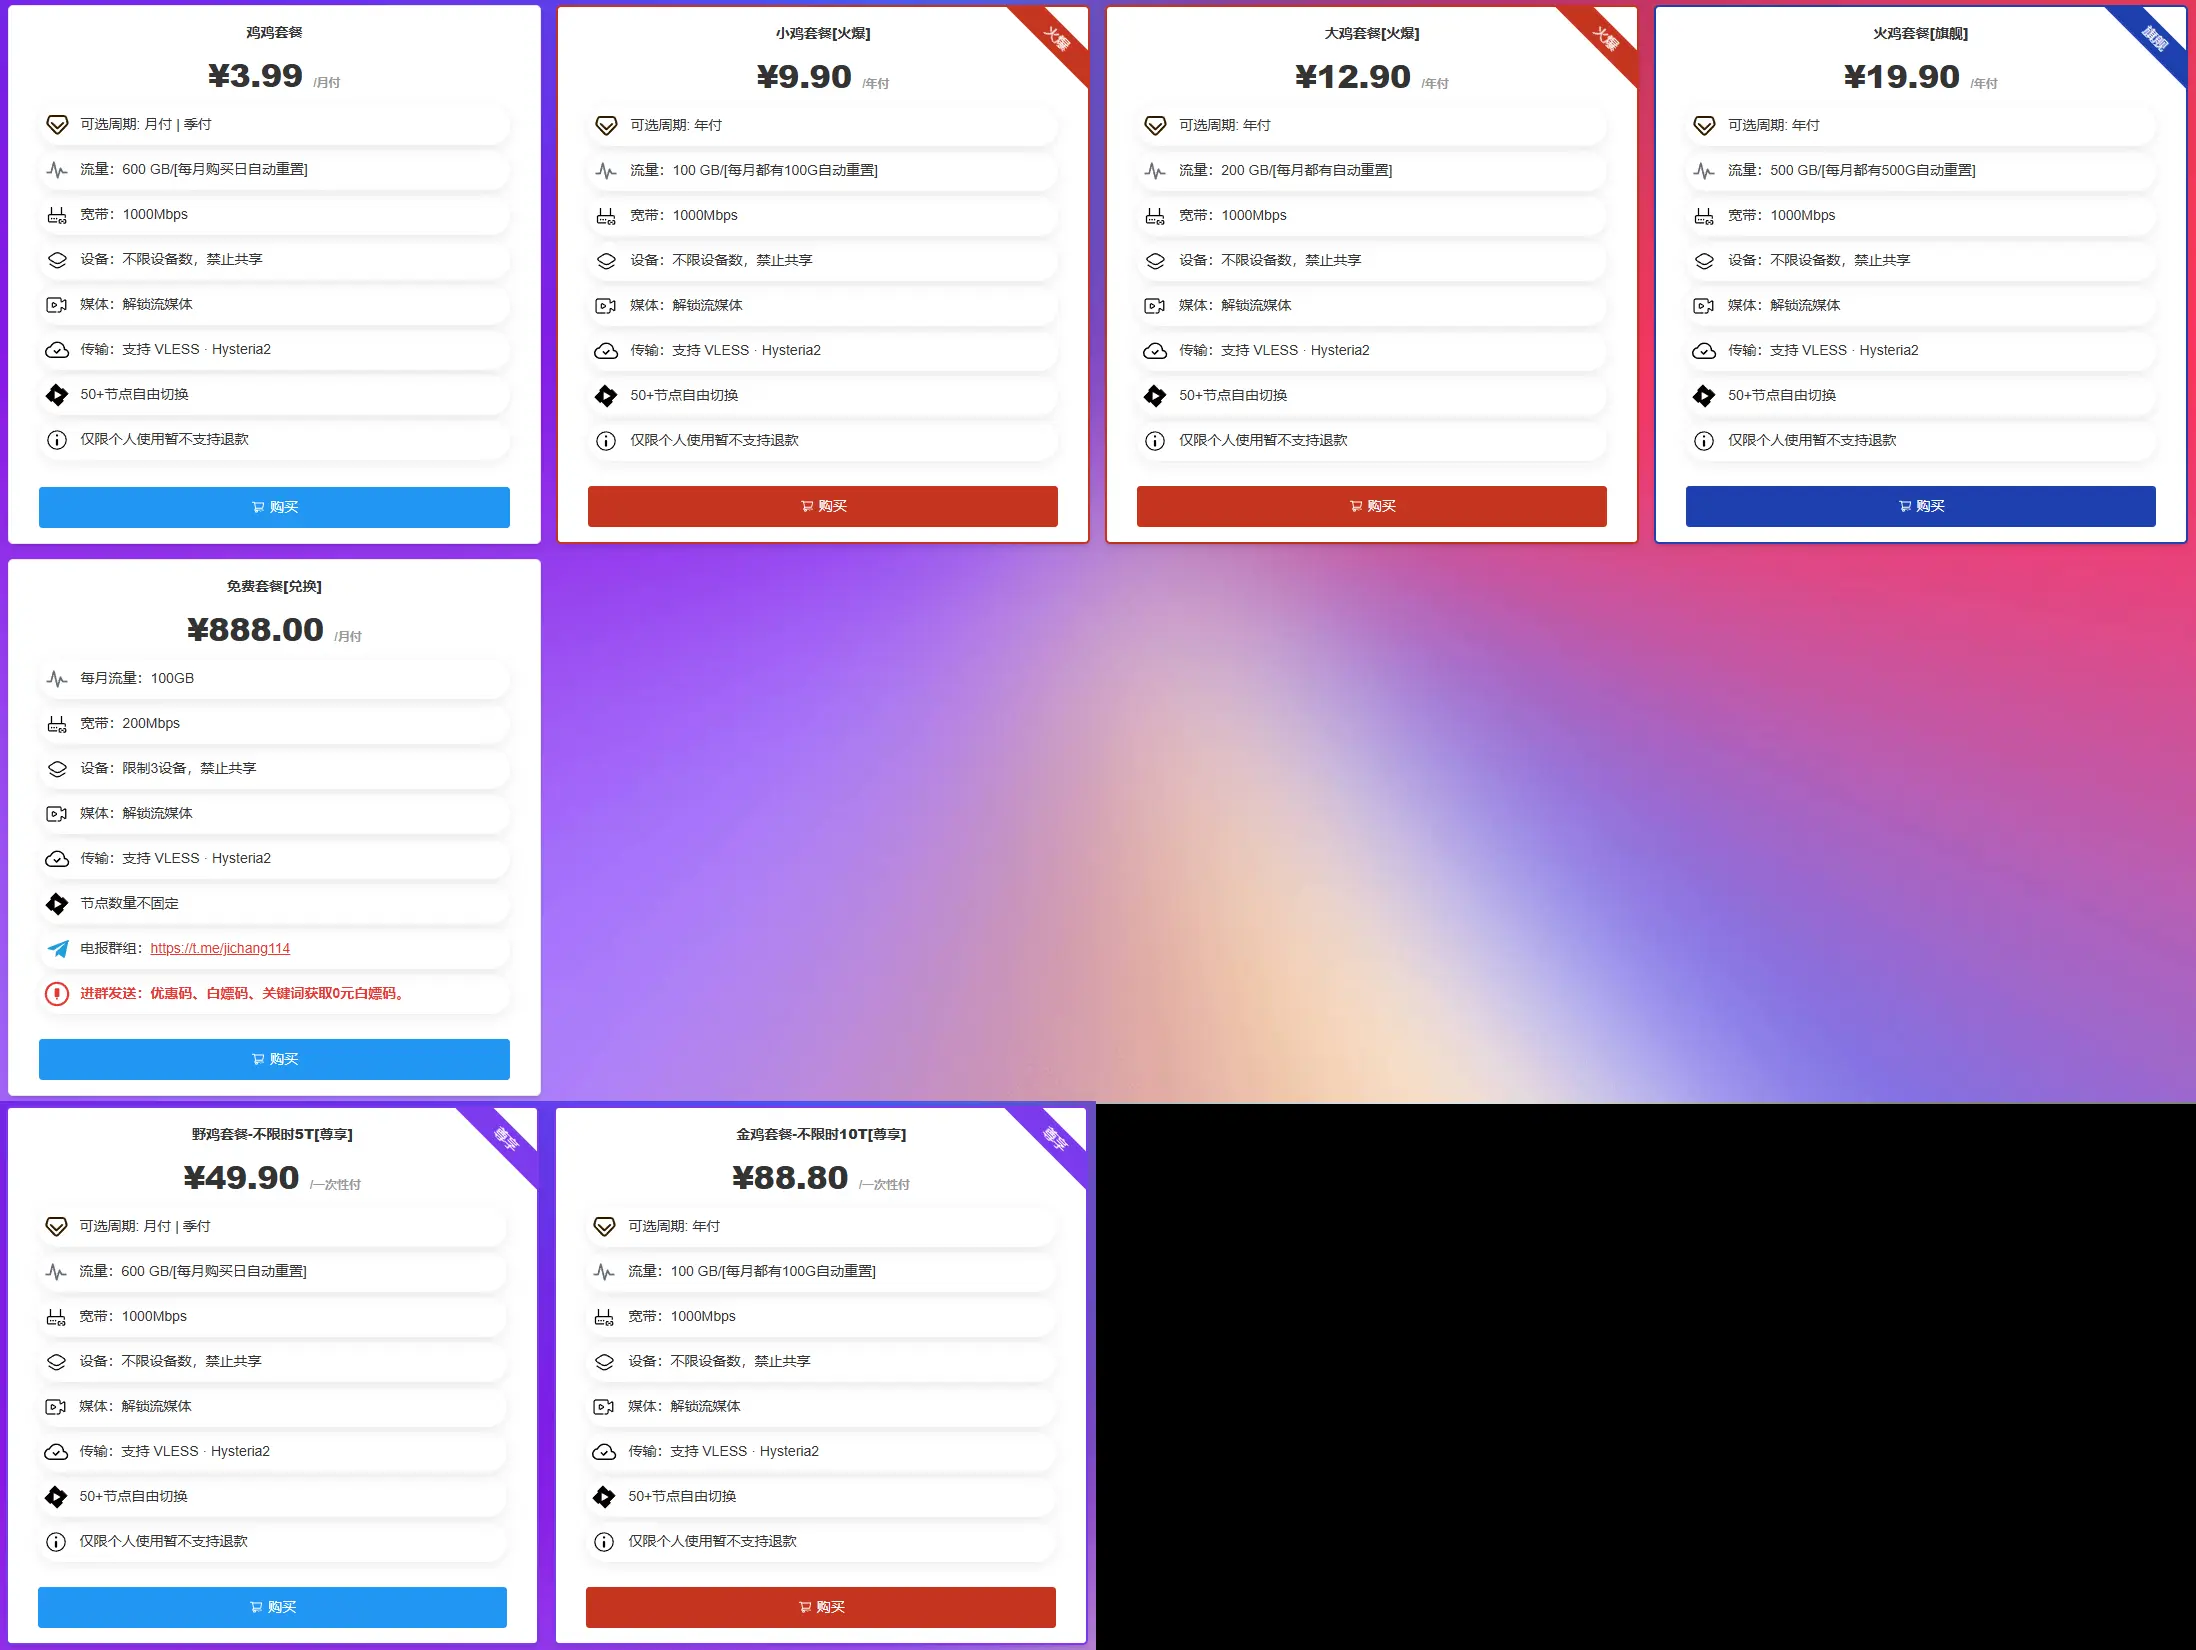 鸡鸡套餐
¥3.99 /月付
可选周期: 月付 | 季付
流量：600 GB/[每月购买日自动重置]
宽带：1000Mbps
设备：不限设备数，禁止共享
媒体：解锁流媒体
传输：支持 VLESS · Hysteria2
50+节点自由切换
仅限个人使用暂不支持退款
购买
火爆
小鸡套餐[火爆]
¥9.90 /年付
可选周期: 年付
流量：100 GB/[每月都有100G自动重置]
宽带：1000Mbps
设备：不限设备数，禁止共享
媒体：解锁流媒体
传输：支持 VLESS · Hysteria2
50+节点自由切换
仅限个人使用暂不支持退款
购买
火爆
大鸡套餐[火爆]
¥12.90 /年付
可选周期: 年付
流量：200 GB/[每月都有自动重置]
宽带：1000Mbps
设备：不限设备数，禁止共享
媒体：解锁流媒体
传输：支持 VLESS · Hysteria2
50+节点自由切换
仅限个人使用暂不支持退款
购买
旗舰
火鸡套餐[旗舰]
¥19.90 /年付
可选周期: 年付
流量：500 GB/[每月都有500G自动重置]
宽带：1000Mbps
设备：不限设备数，禁止共享
媒体：解锁流媒体
传输：支持 VLESS · Hysteria2
50+节点自由切换
仅限个人使用暂不支持退款
购买
免费套餐[兑换]
¥888.00 /月付
每月流量：100GB
宽带：200Mbps
设备：限制3设备，禁止共享
媒体：解锁流媒体
传输：支持 VLESS · Hysteria2
节点数量不固定
电报群组：https://t.me/jichang114
进群发送：优惠码、白嫖码、关键词获取0元白嫖码。
购买
尊享
野鸡套餐-不限时5T[尊享]
¥49.90 /一次性付
可选周期: 月付 | 季付
流量：600 GB/[每月购买日自动重置]
宽带：1000Mbps
设备：不限设备数，禁止共享
媒体：解锁流媒体
传输：支持 VLESS · Hysteria2
50+节点自由切换
仅限个人使用暂不支持退款
购买
尊享
金鸡套餐-不限时10T[尊享]
¥88.80 /一次性付
可选周期: 年付
流量：100 GB/[每月都有100G自动重置]
宽带：1000Mbps
设备：不限设备数，禁止共享
媒体：解锁流媒体
传输：支持 VLESS · Hysteria2
50+节点自由切换
仅限个人使用暂不支持退款
购买